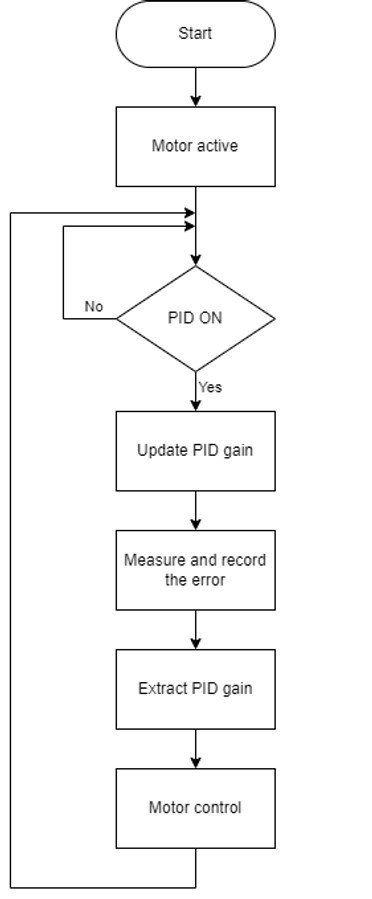 Start
Motor active
PID ON
No
Yes
Update PID gain
Measure and record
the error
Extract PID gain
Motor control